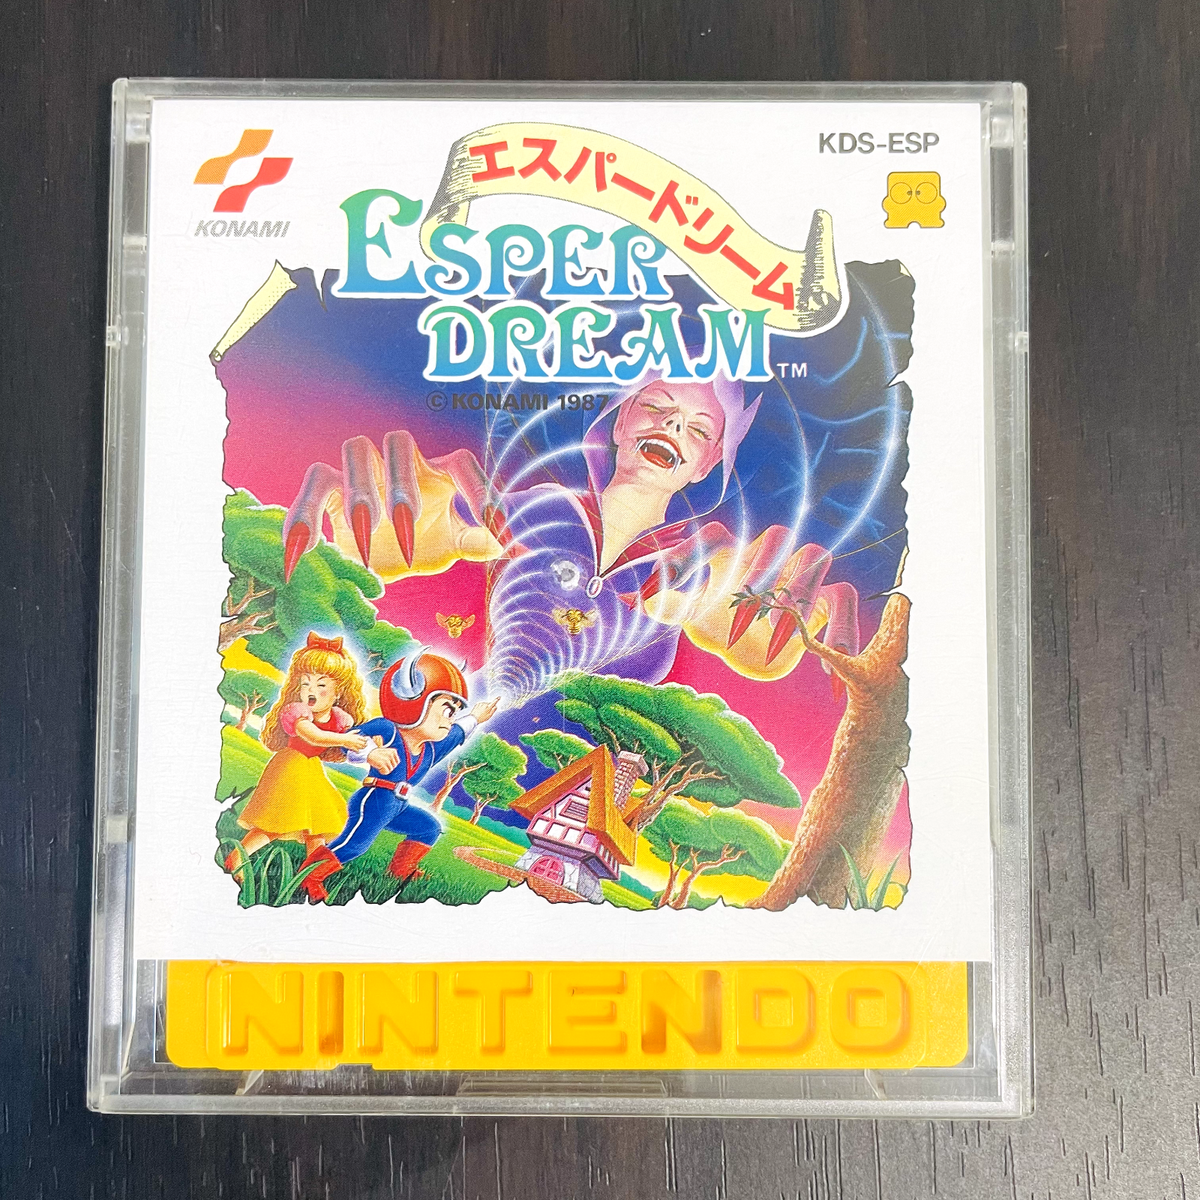 KONAMI
エスパードリーム
KDS-ESP
ESPER
DREAM™
© KONAMI 1987
NINTENDO